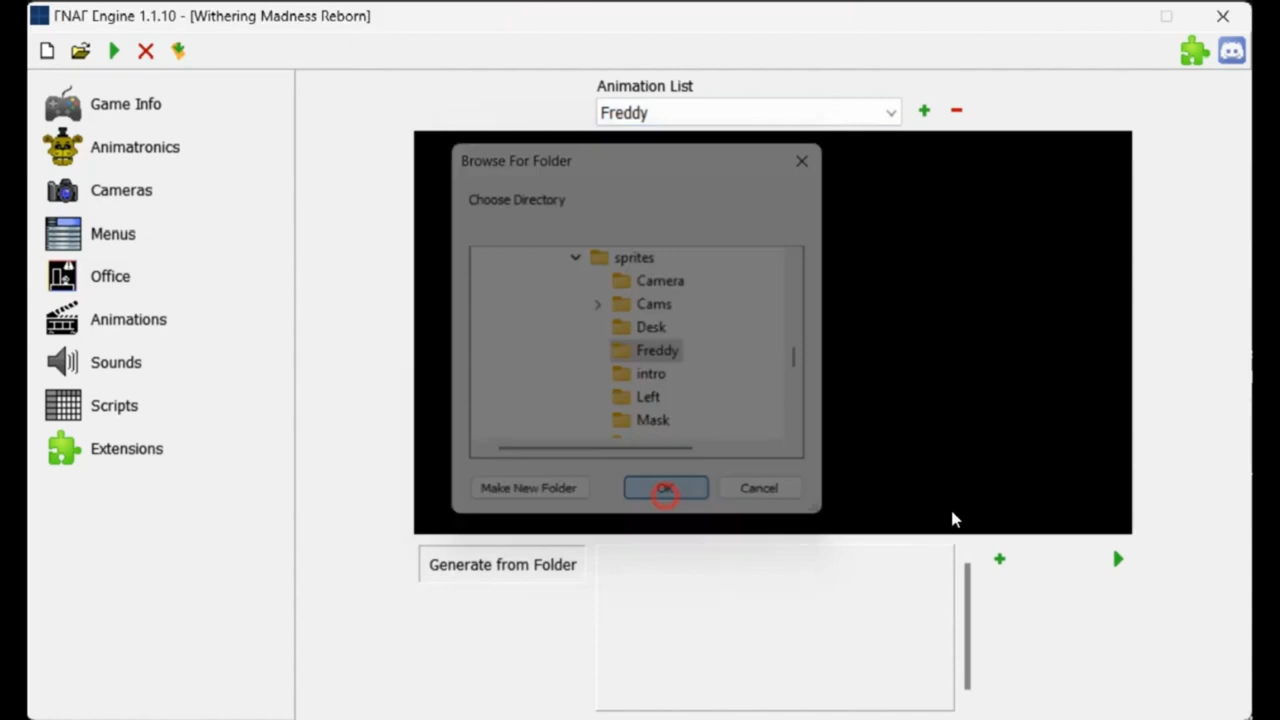 ГNАГ Engine 1.1.10 - [Withering Madness Reborn]
Game Info
Animatronics
Cameras
Menus
Office
Animations
Sounds
Scripts
Extensions
Animation List
Freddy
Browse For Folder
Choose Directory
sprites
Camera
Cams
Desk
Freddy
intro
Left
Mask
Make New Folder
OK
Cancel
Generate from Folder